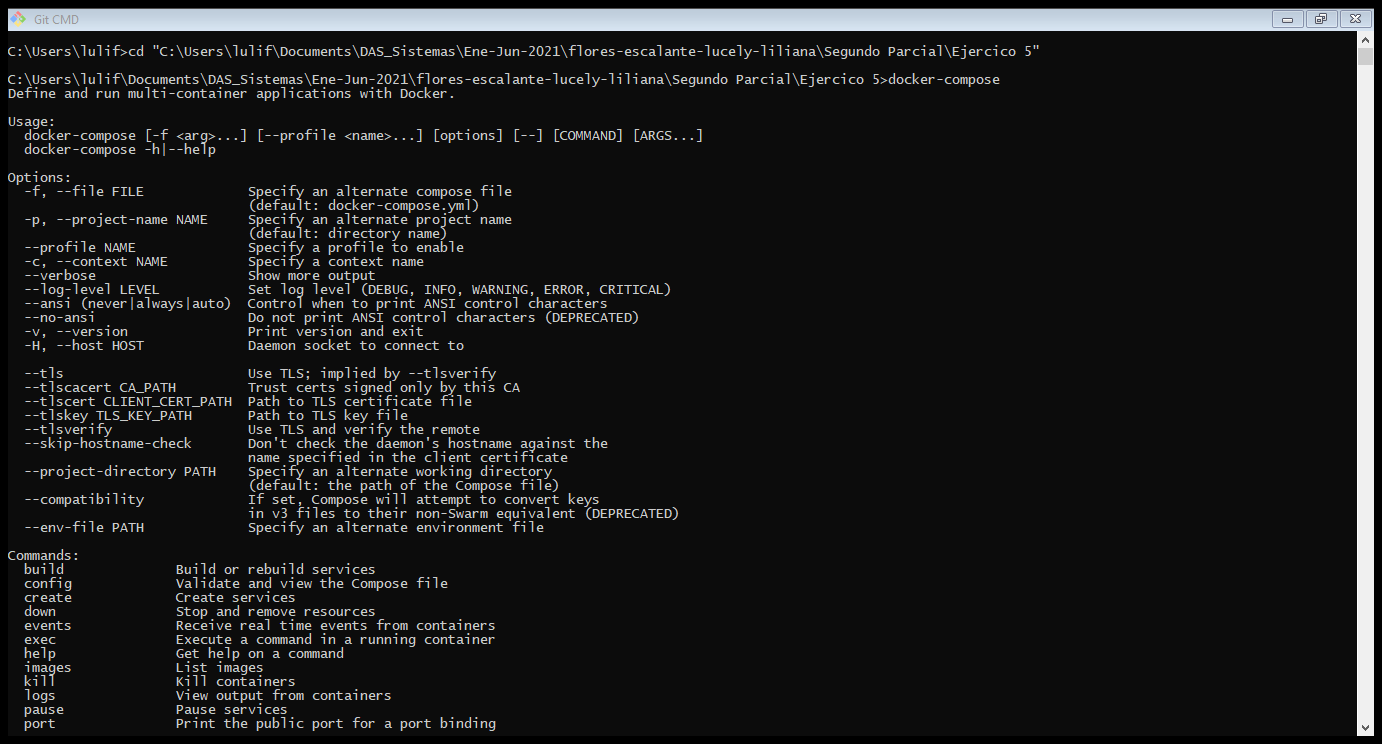 Git CMD
C:\Users\lulif>cd "C:\Users\lulif\Documents\DAS_Sistemas\Ene-Jun-2021\flores-escalante-lucely-liliana\Segundo Parcial\Ejercico 5"
C:\Users\lulif\Documents\DAS_Sistemas\Ene-Jun-2021\flores-escalante-lucely-liliana\Segundo Parcial\Ejercico 5>docker-compose
Define and run multi-container applications with Docker.
Usage:
docker-compose [-f <arg>...] [--profile <name>...] [options] [--] [COMMAND] [ARGS...]
docker-compose -h|--help
Options:
-f, --file FILE Specify an alternate compose file
(default: docker-compose.yml)
-p, --project-name NAME Specify an alternate project name
(default: directory name)
--profile NAME Specify a profile to enable
-c, --context NAME Specify a context name
--verbose Show more output
--log-level LEVEL Set log level (DEBUG, INFO, WARNING, ERROR, CRITICAL)
--ansi (never|always|auto) Control when to print ANSI control characters
--no-ansi Do not print ANSI control characters (DEPRECATED)
-v, --version Print version and exit
-H, --host HOST Daemon socket to connect to
--tls Use TLS; implied by --tlsverify
--tlscacert CA_PATH Trust certs signed only by this CA
--tlscert CLIENT_CERT_PATH Path to TLS certificate file
--tlskey TLS_KEY_PATH Path to TLS key file
--tlsverify Use TLS and verify the remote
--skip-hostname-check Don't check the daemon's hostname against the
name specified in the client certificate
--project-directory PATH Specify an alternate working directory
(default: the path of the Compose file)
--compatibility If set, Compose will attempt to convert keys
in v3 files to their non-Swarm equivalent (DEPRECATED)
--env-file PATH Specify an alternate environment file
Commands:
build Build or rebuild services
config Validate and view the Compose file
create Create services
down Stop and remove resources
events Receive real time events from containers
exec Execute a command in a running container
help Get help on a command
images List images
kill Kill containers
logs View output from containers
pause Pause services
port Print the public port for a port binding